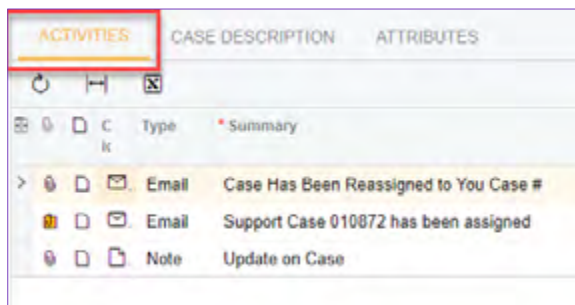 ACTIVITIES CASE DESCRIPTION ATTRIBUTES
C
k Type * Summary
Email Case Has Been Reassigned to You Case #
Email Support Case 010872 has been assigned
Note Update on Case